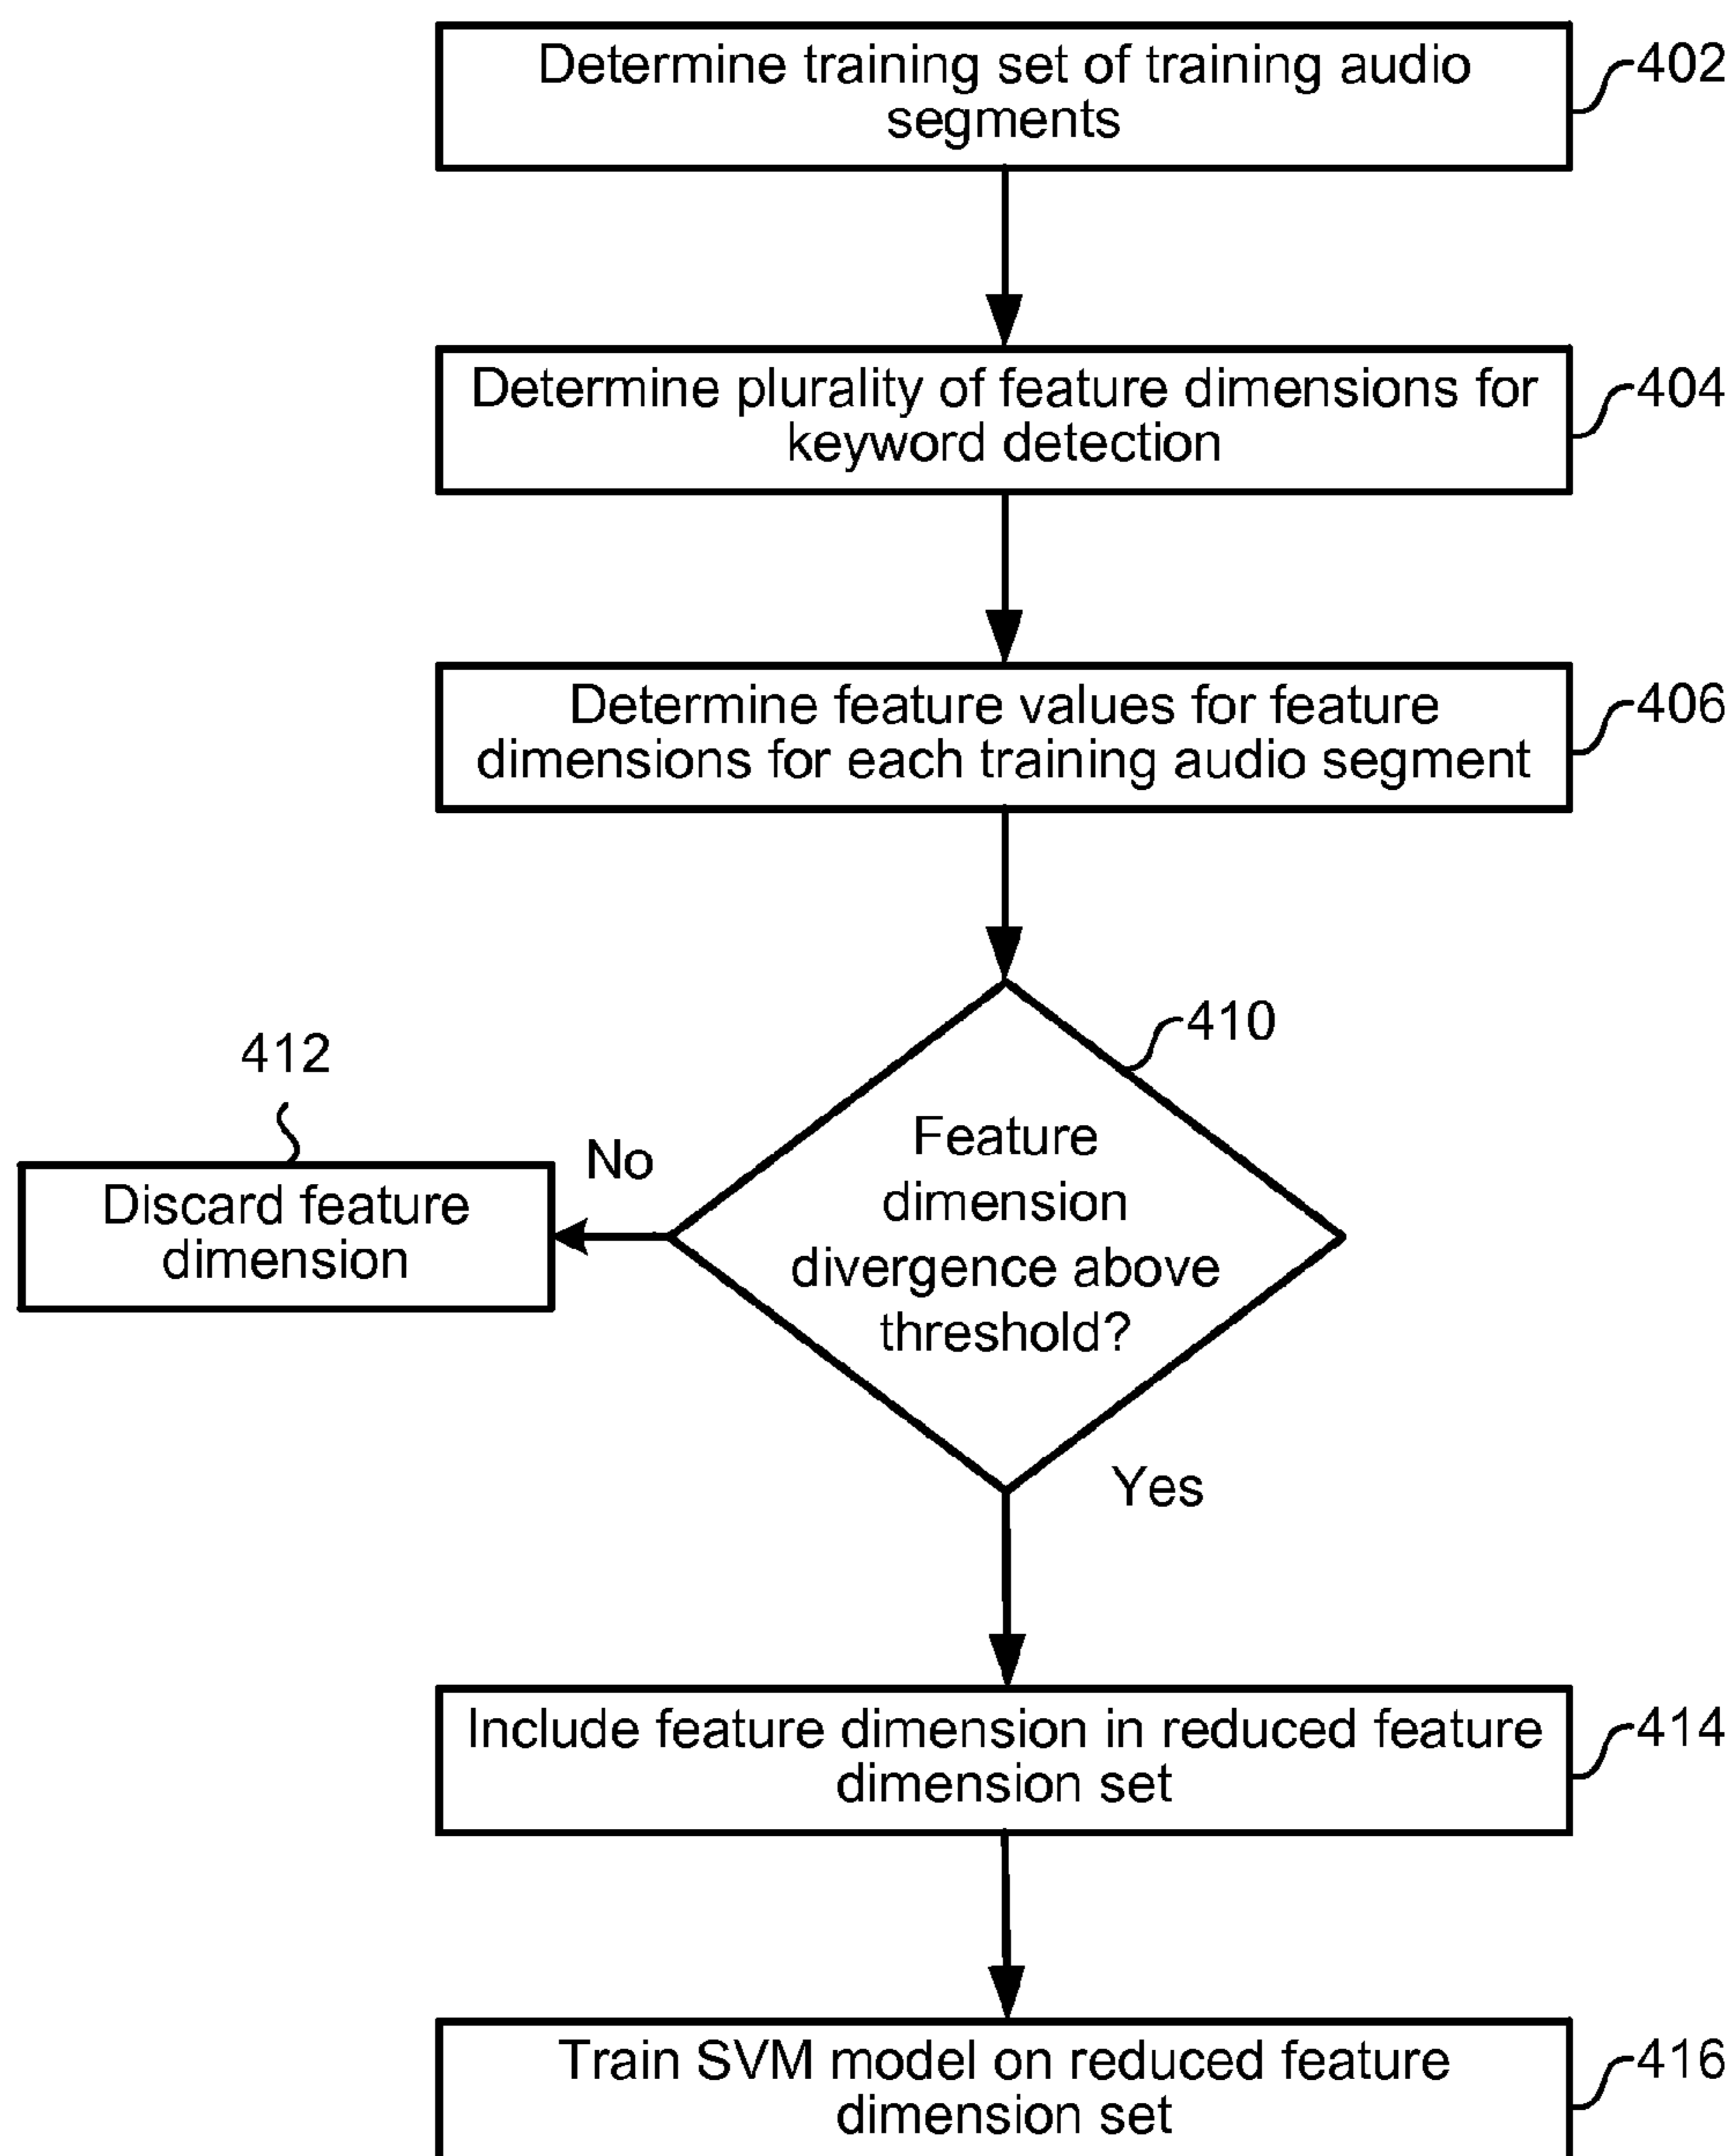 Determine training set of training audio
segments
402
Determine plurality of feature dimensions for
keyword detection
404
Determine feature values for feature
dimensions for each training audio segment
406
410
Feature
dimension
divergence above
threshold?
No
412
Discard feature
dimension
Yes
Include feature dimension in reduced feature
dimension set
414
Train SVM model on reduced feature
dimension set
416